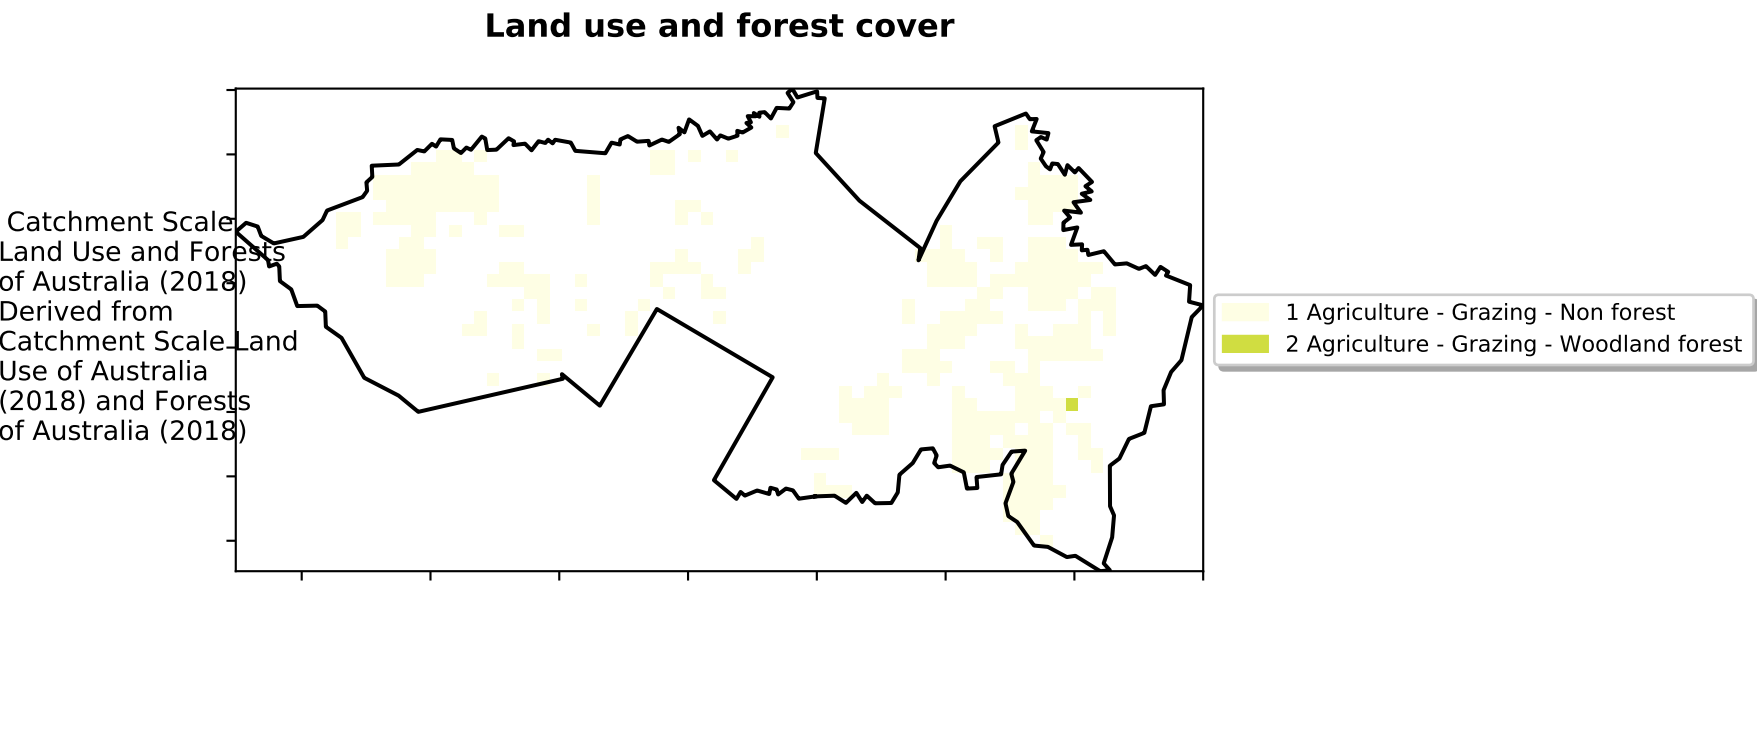 Land use and forest cover
Catchment Scale
Land Use and Forests
of Australia (2018)
Derived from
Catchment Scale Land
Use of Australia
(2018) and Forests
of Australia (2018)
1 Agriculture - Grazing - Non forest
2 Agriculture - Grazing - Woodland forest